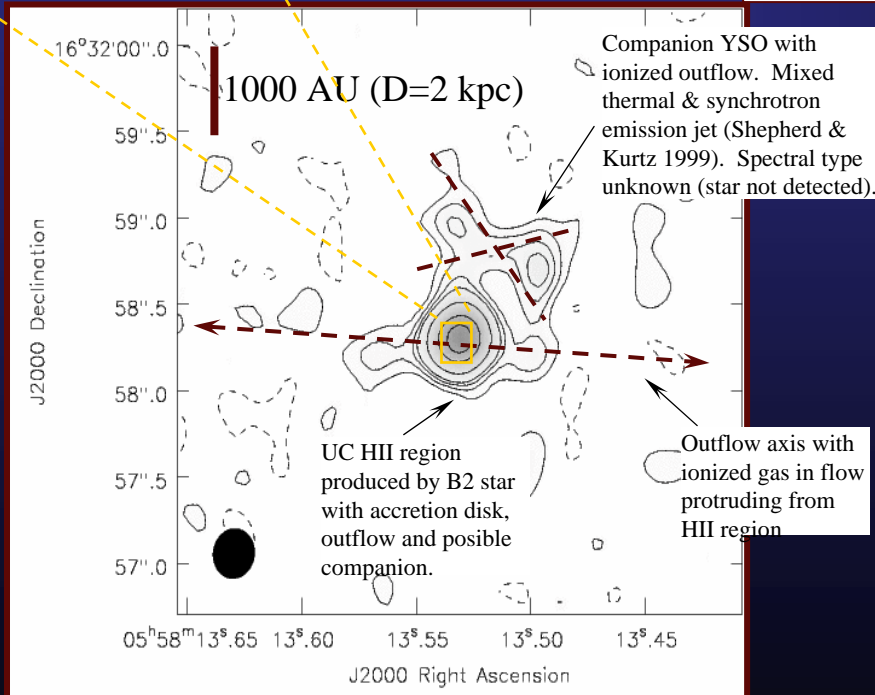 16°32'00".0
59".5
59".0
58".5
58".0
57".5
57".0
J2000 Declination
1000 AU (D=2 kpc)
Companion YSO with
ionized outflow.  Mixed
thermal & synchrotron
emission jet (Shepherd &
Kurtz 1999).  Spectral type
unknown (star not detected).
UC HII region
produced by B2 star
with accretion disk,
outflow and posible
companion.
Outflow axis with
ionized gas in flow
protruding from
HII region
05ʰ58ᵐ13ˢ.65 13ˢ.60 13ˢ.55 13ˢ.50 13ˢ.45
J2000 Right Ascension